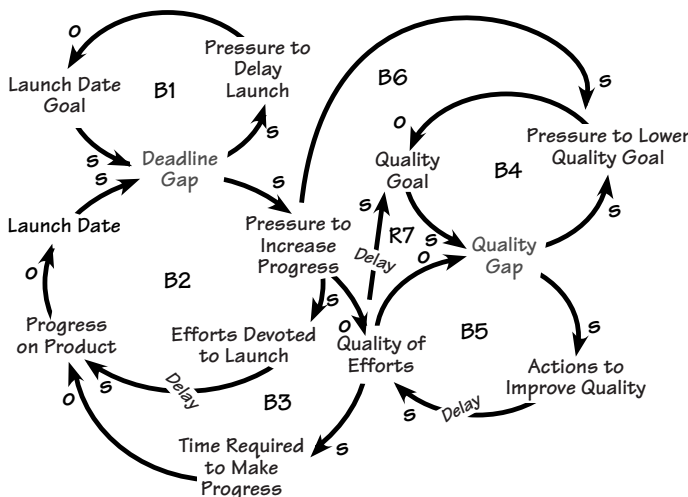 o
Pressure to
Delay
Launch
B1
Launch Date
Goal
s
s
Deadline
Gap
s
s
B6
s
o
Pressure to Lower
Quality Goal
Quality
Goal
B4
s
s
R7
s
Quality
Gap
Launch Date
Pressure to
Increase
Progress
Delay
o
o
B2
s
Progress
on Product
Efforts Devoted
to Launch
o
Quality of
Efforts
B5
s
Actions to
Improve Quality
s
Delay
s
Delay
o
B3
s
Time Required
to Make
Progress
s